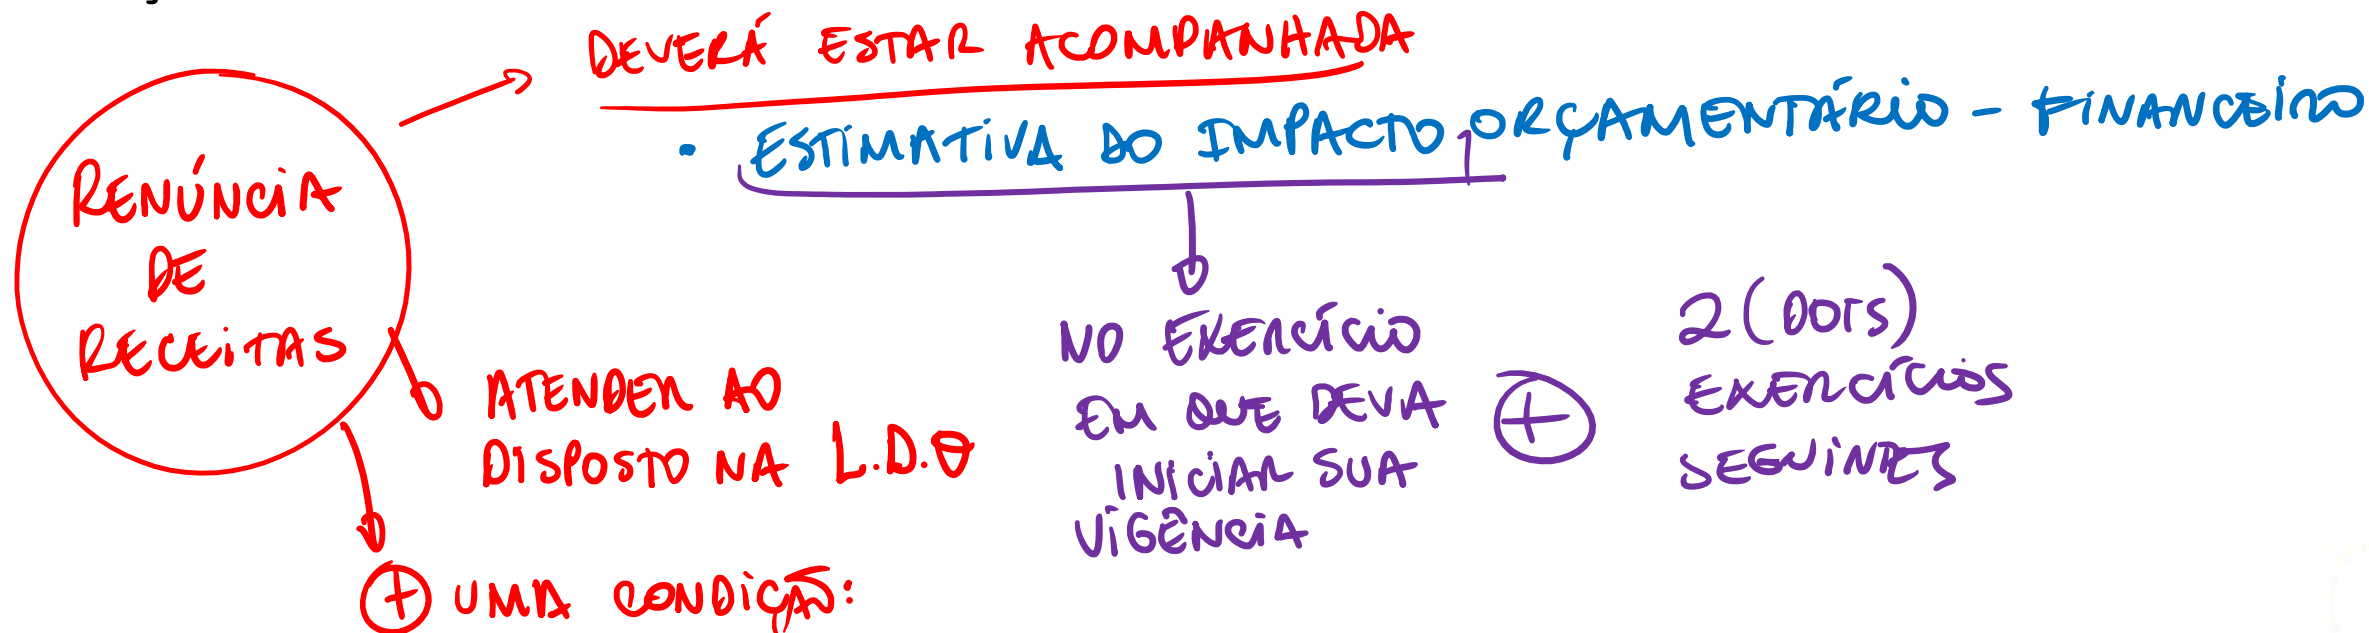 RENÚNCIA
DE
RECEITAS
DEVERÁ ESTAR ACOMPANHADA
• ESTIMATIVA DO IMPACTO ORÇAMENTÁRIO - FINANCEIRO
NO EXERCÍCIO
EM QUE DEVA
INICIAR SUA
VIGÊNCIA
+
2 (DOIS)
EXERCÍCIOS
SEGUINTES
ATENDER AO
DISPOSTO NA L.D.O
+ UMA CONDIÇÃO: